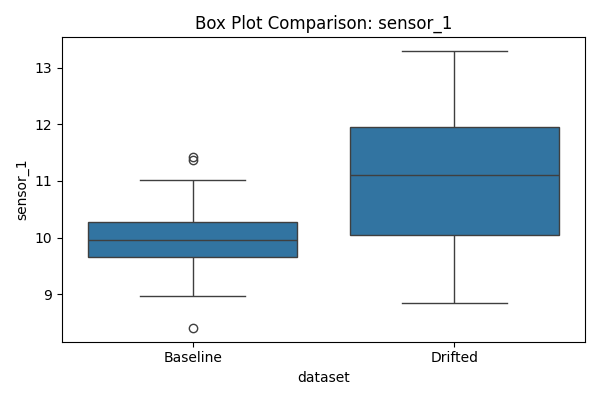 Box Plot Comparison: sensor_1
13
12
11
10
9
sensor_1
Baseline
Drifted
dataset